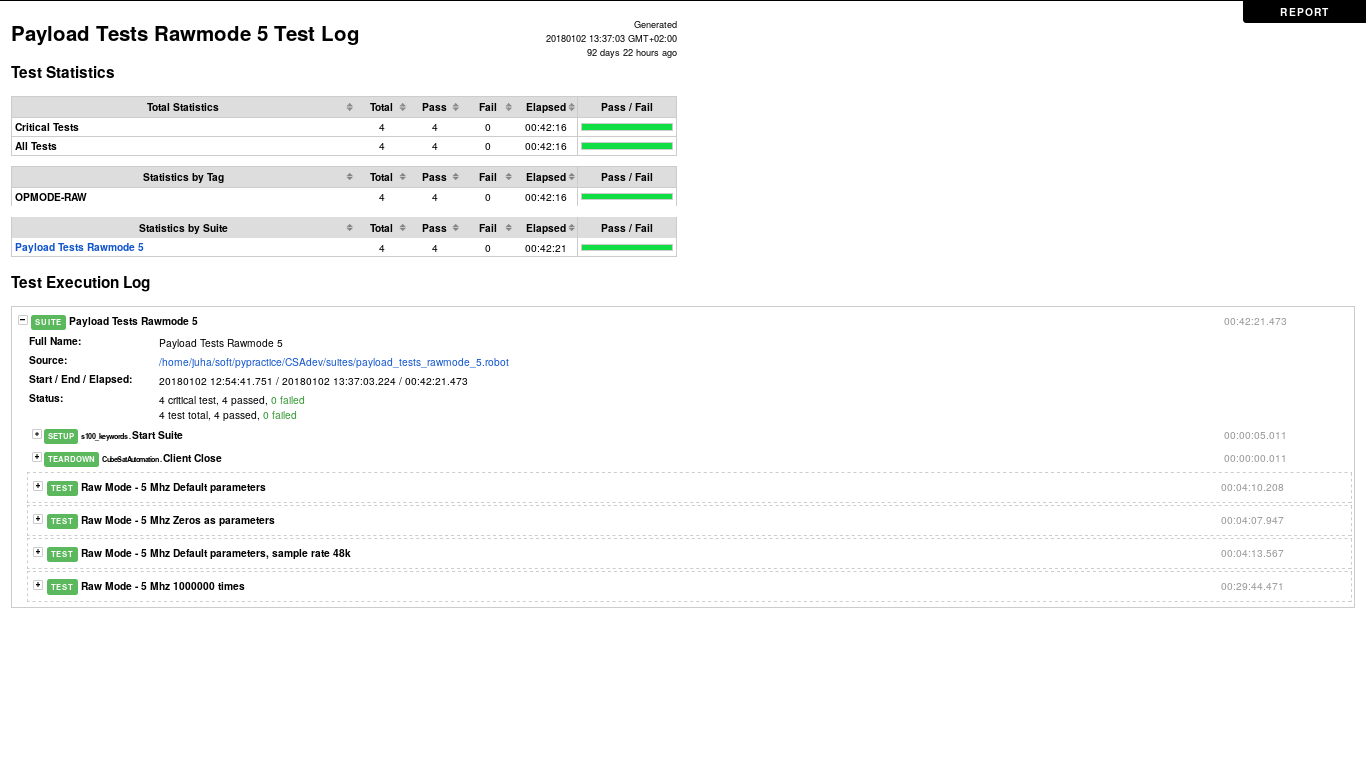 REPORT
Payload Tests Rawmode 5 Test Log
Generated
20180102 13:37:03 GMT+02:00
92 days 22 hours ago
Test Statistics
Total Statistics Total Pass Fail Elapsed Pass / Fail
Critical Tests 4 4 0 00:42:16
All Tests 4 4 0 00:42:16
Statistics by Tag Total Pass Fail Elapsed Pass / Fail
OPMODE-RAW 4 4 0 00:42:16
Statistics by Suite Total Pass Fail Elapsed Pass / Fail
Payload Tests Rawmode 5 4 4 0 00:42:21
Test Execution Log
SUITE Payload Tests Rawmode 5 00:42:21.473
Full Name: Payload Tests Rawmode 5
Source: /home/juha/soft/pypractice/CSAdev/suites/payload_tests_rawmode_5.robot
Start / End / Elapsed: 20180102 12:54:41.751 / 20180102 13:37:03.224 / 00:42:21.473
Status: 4 critical test, 4 passed, 0 failed
4 test total, 4 passed, 0 failed
SETUP s100_keywords.Start Suite 00:00:05.011
TEARDOWN CubeSatAutomation.Client Close 00:00:00.011
TEST Raw Mode - 5 Mhz Default parameters 00:04:10.208
TEST Raw Mode - 5 Mhz Zeros as parameters 00:04:07.947
TEST Raw Mode - 5 Mhz Default parameters, sample rate 48k 00:04:13.567
TEST Raw Mode - 5 Mhz 1000000 times 00:29:44.471